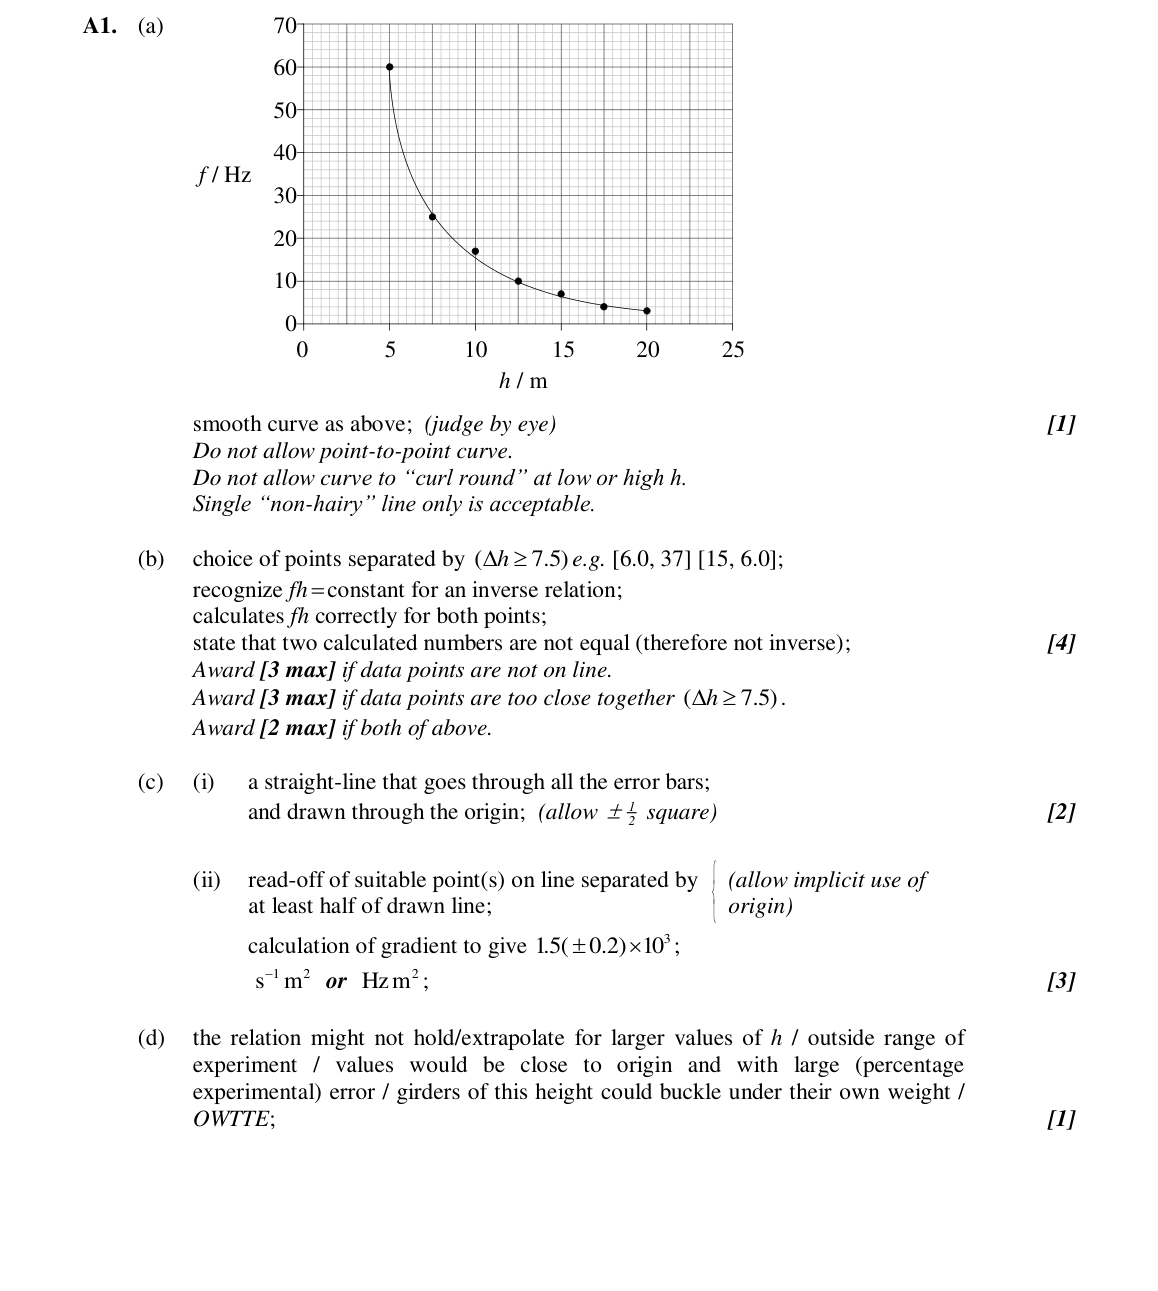 A1. (a)
70
60
50
40
f / Hz
30
20
10
0
0 5 10 15 20 25
h / m
smooth curve as above; (judge by eye) [1]
Do not allow point-to-point curve.
Do not allow curve to “curl round” at low or high h.
Single “non-hairy” line only is acceptable.
(b) choice of points separated by (Δh ≥ 7.5) e.g. [6.0, 37] [15, 6.0];
recognize fh = constant for an inverse relation;
calculates fh correctly for both points;
state that two calculated numbers are not equal (therefore not inverse); [4]
Award [3 max] if data points are not on line.
Award [3 max] if data points are too close together (Δh ≥ 7.5).
Award [2 max] if both of above.
(c) (i) a straight-line that goes through all the error bars;
and drawn through the origin; (allow ±½ square) [2]
(ii) read-off of suitable point(s) on line separated by (allow implicit use of
at least half of drawn line; origin)
calculation of gradient to give 1.5(±0.2)×10³;
s⁻¹ m² or Hz m²; [3]
(d) the relation might not hold/extrapolate for larger values of h / outside range of
experiment / values would be close to origin and with large (percentage
experimental) error / girders of this height could buckle under their own weight /
OWTTE; [1]